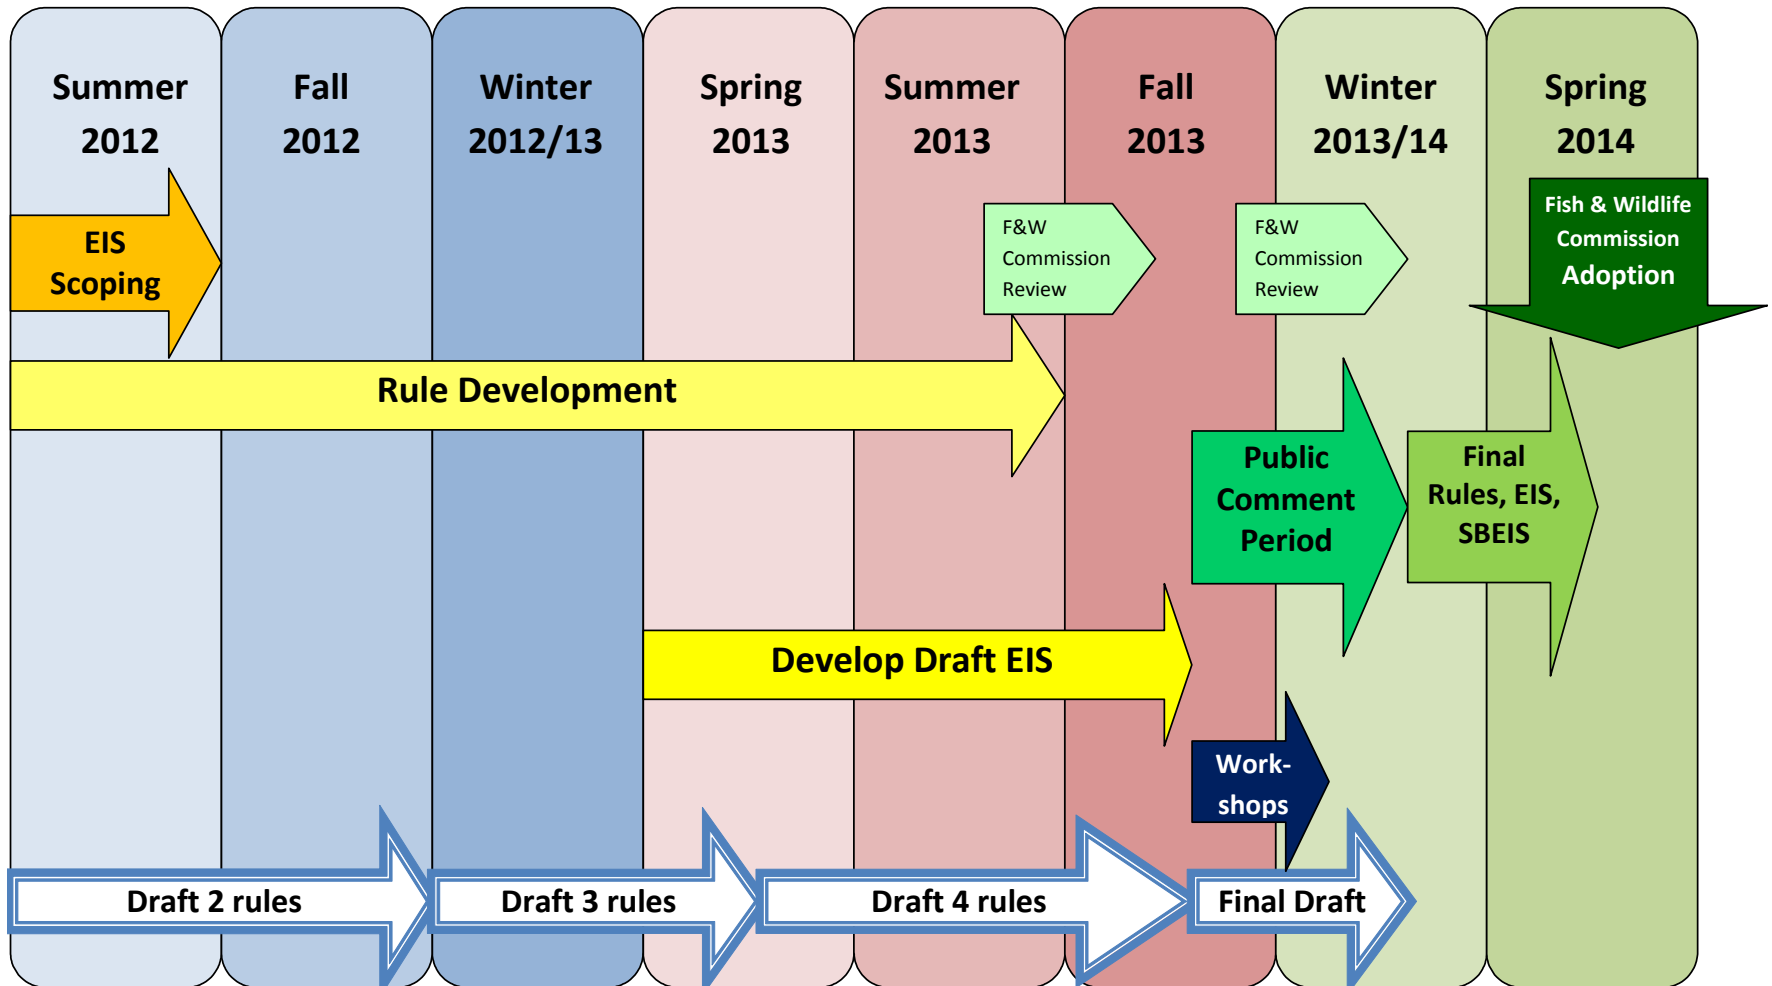 Summer
2012
Fall
2012
Winter
2012/13
Spring
2013
Summer
2013
Fall
2013
Winter
2013/14
Spring
2014
EIS
Scoping
F&W
Commission
Review
F&W
Commission
Review
Fish & Wildlife
Commission
Adoption
Rule Development
Public
Comment
Period
Final
Rules, EIS,
SBEIS
Develop Draft EIS
Work-
shops
Draft 2 rules
Draft 3 rules
Draft 4 rules
Final Draft